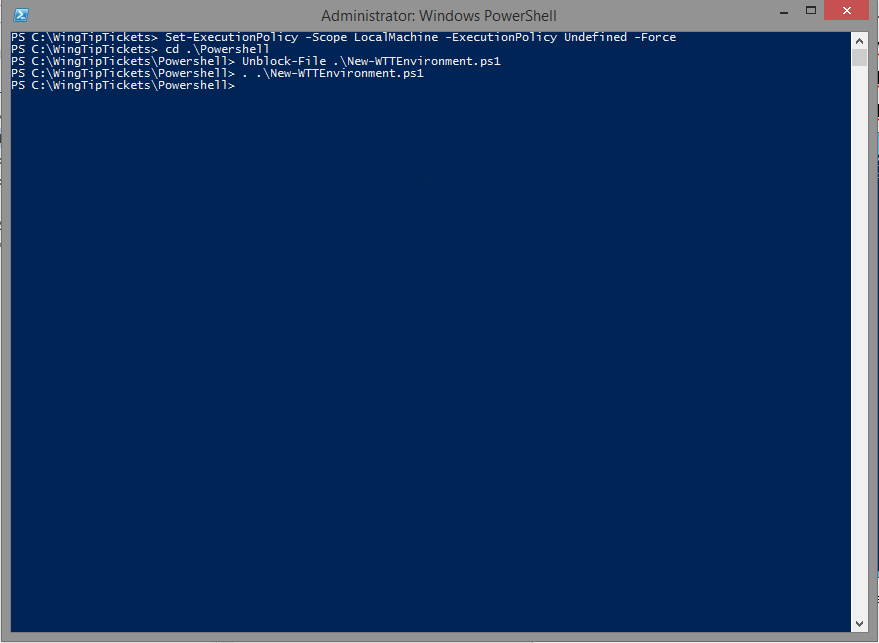 Administrator: Windows PowerShell
PS C:\WingTipTickets> Set-ExecutionPolicy -Scope LocalMachine -ExecutionPolicy Undefined -Force
PS C:\WingTipTickets> cd .\Powershell
PS C:\WingTipTickets\Powershell> Unblock-File .\New-WTTEnvironment.ps1
PS C:\WingTipTickets\Powershell> . .\New-WTTEnvironment.ps1
PS C:\WingTipTickets\Powershell>